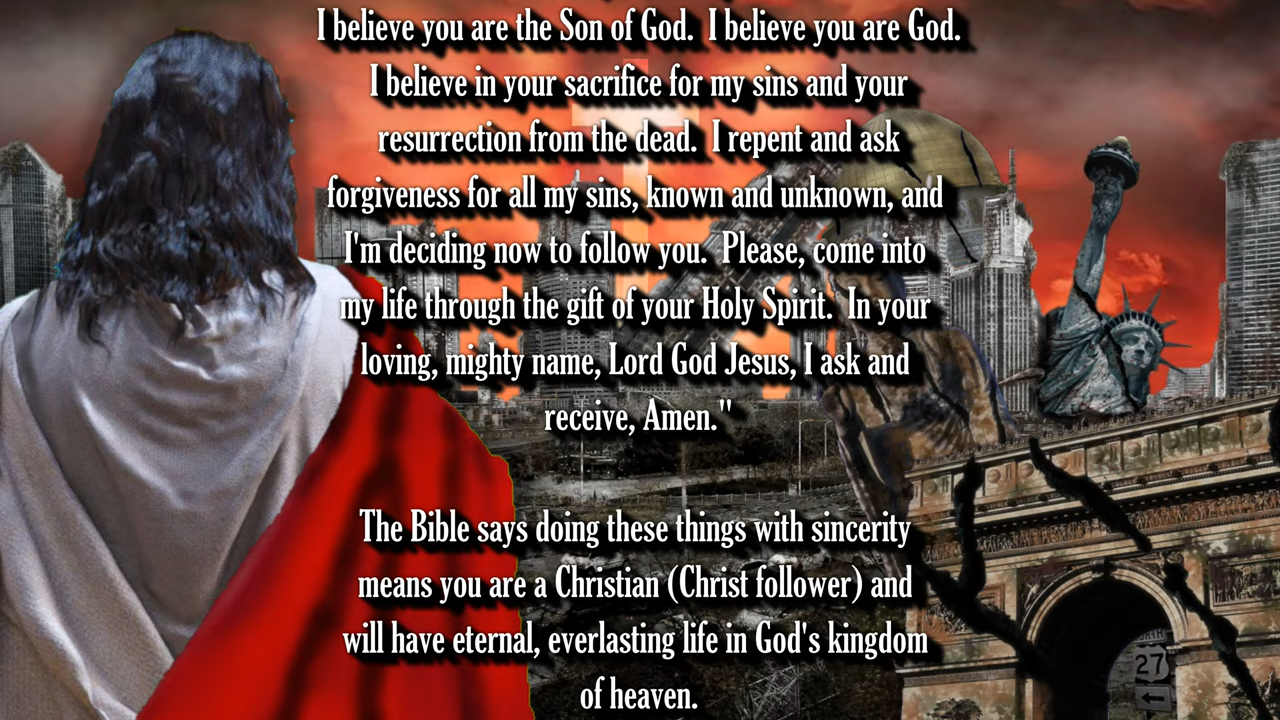 I believe you are the Son of God.  I believe you are God.
I believe in your sacrifice for my sins and your
resurrection from the dead.  I repent and ask
forgiveness for all my sins, known and unknown, and
I'm deciding now to follow you.  Please, come into
my life through the gift of your Holy Spirit.  In your
loving, mighty name, Lord God Jesus, I ask and
receive, Amen."
The Bible says doing these things with sincerity
means you are a Christian (Christ follower) and
will have eternal, everlasting life in God's kingdom
of heaven.
NORTH
27